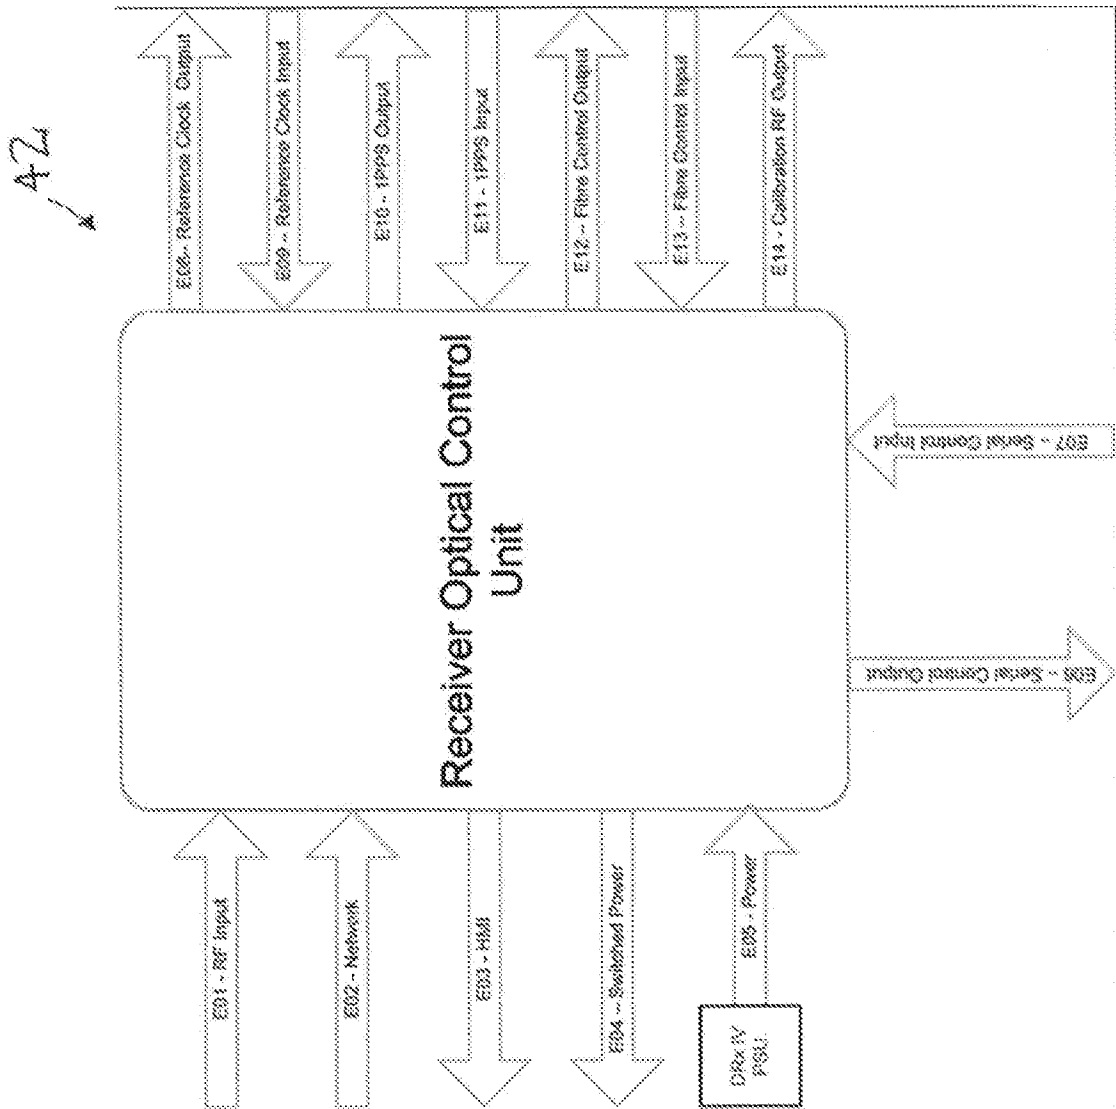 42
E08 - Reference Clock Output
E09 - Reference Clock Input
E10 - 1PPS Output
E11 - 1PPS Input
E12 - Fibre Control Output
E13 - Fibre Control Input
E14 - Calibration RF Output
Receiver Optical Control
Unit
E07 - Serial Control Input
E06 - Serial Control Output
E01 - RF Input
E02 - Network
E03 - HMI
E04 - Switched Power
E05 - Power
DRx IV
PSU